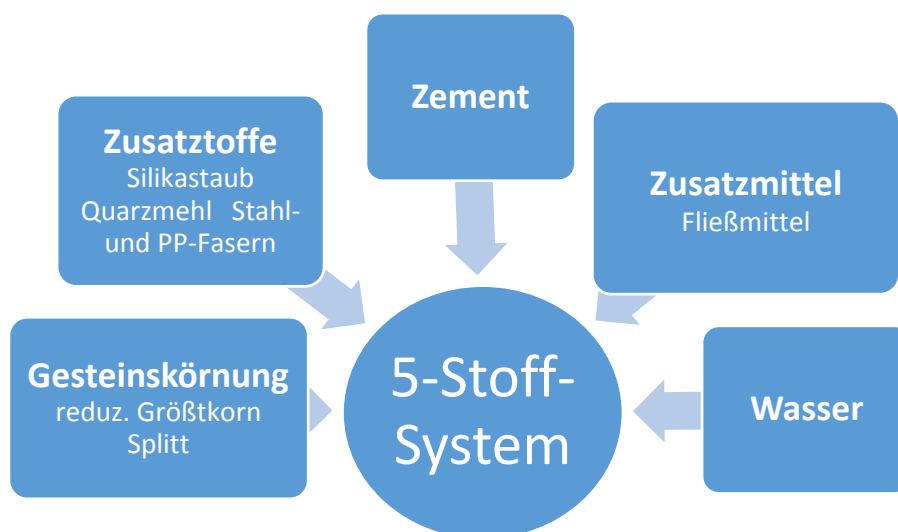 Zement
Zusatztoffe
Silikastaub
Quarzmehl Stahl-
und PP-Fasern
Zusatzmittel
Fließmittel
Gesteinskörnung
reduz. Größtkorn
Splitt
5-Stoff-
System
Wasser